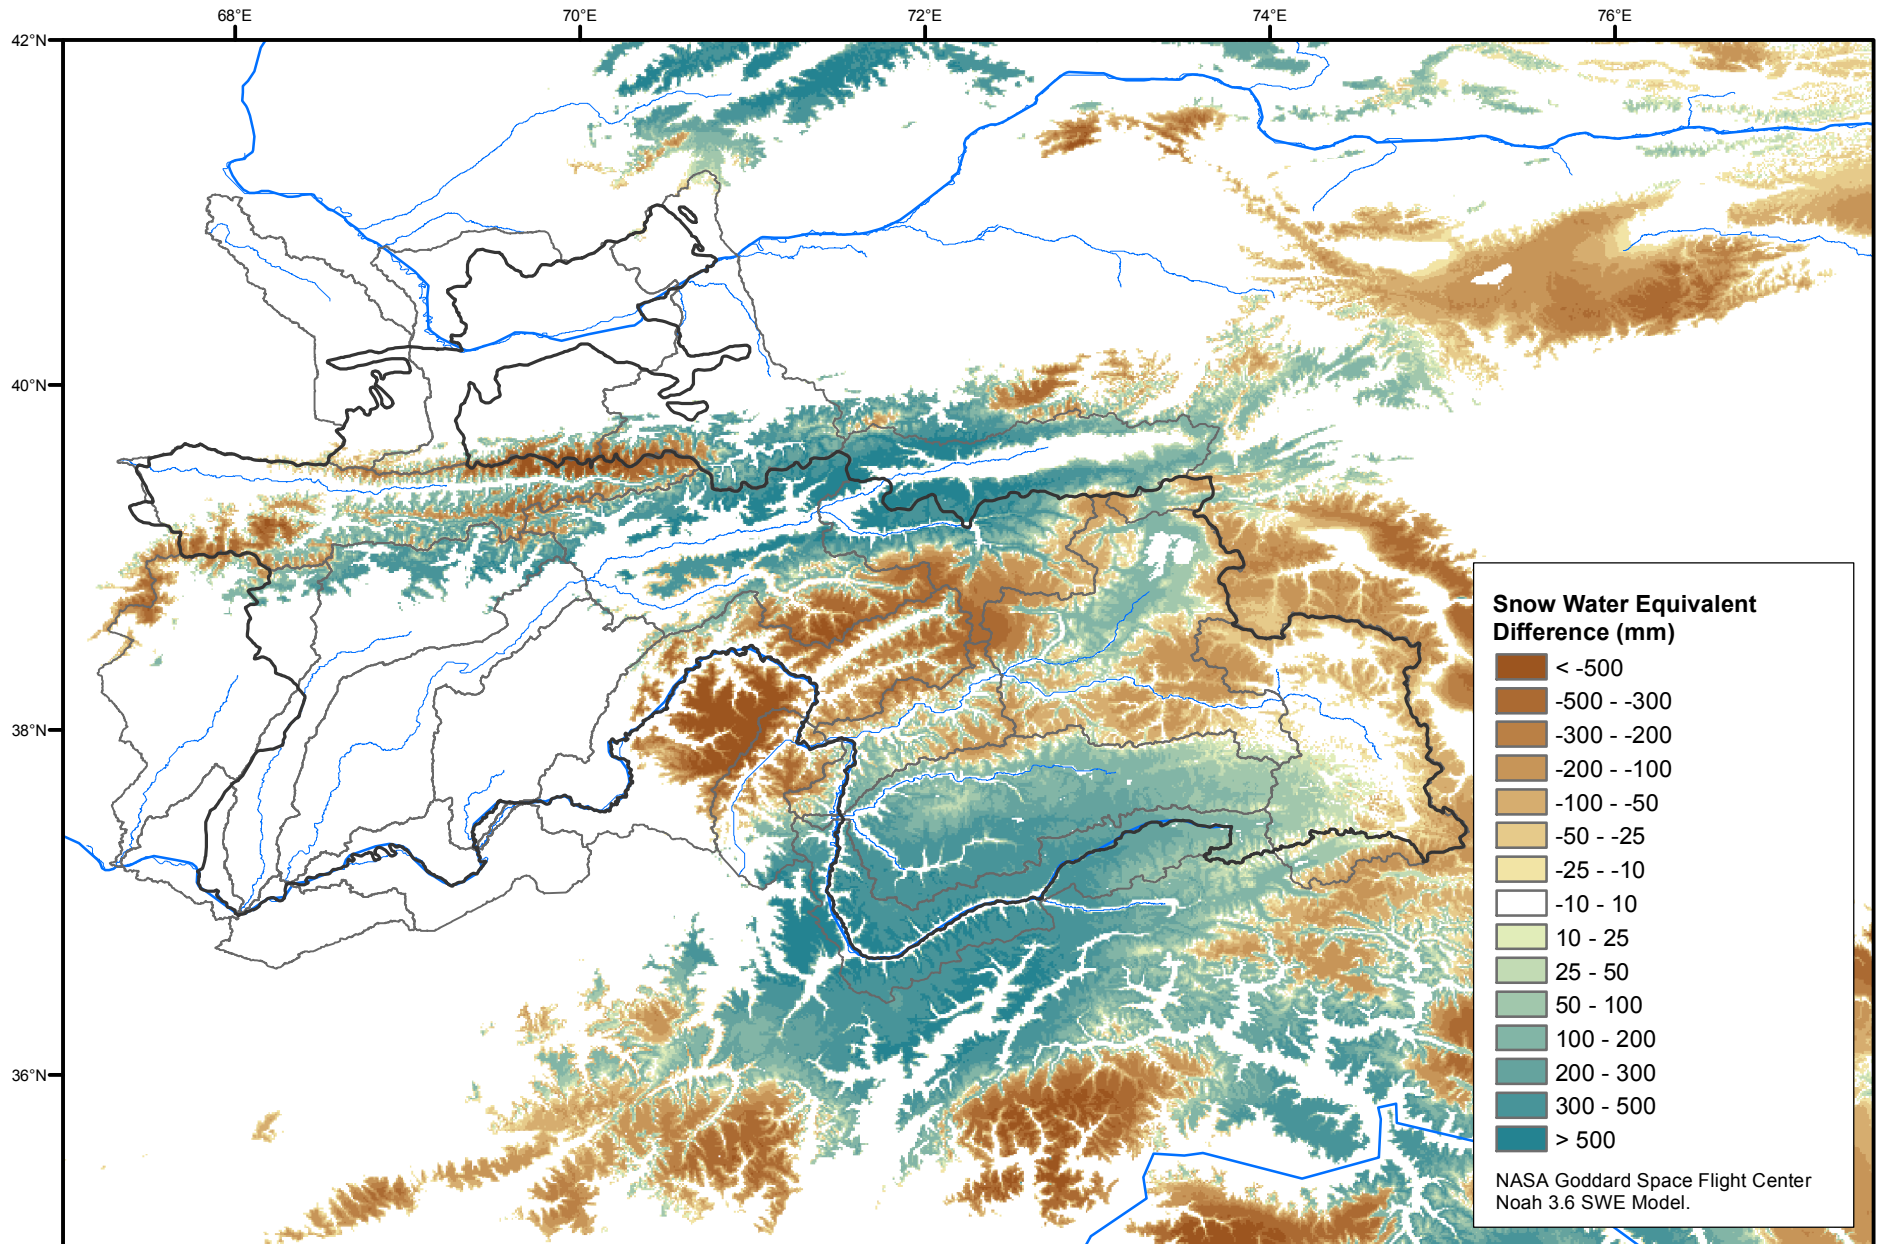 68°E
70°E
72°E
74°E
76°E
42°N
40°N
38°N
36°N
Snow Water Equivalent
Difference (mm)
< -500
-500 - -300
-300 - -200
-200 - -100
-100 - -50
-50 - -25
-25 - -10
-10 - 10
10 - 25
25 - 50
50 - 100
100 - 200
200 - 300
300 - 500
> 500
NASA Goddard Space Flight Center
Noah 3.6 SWE Model.